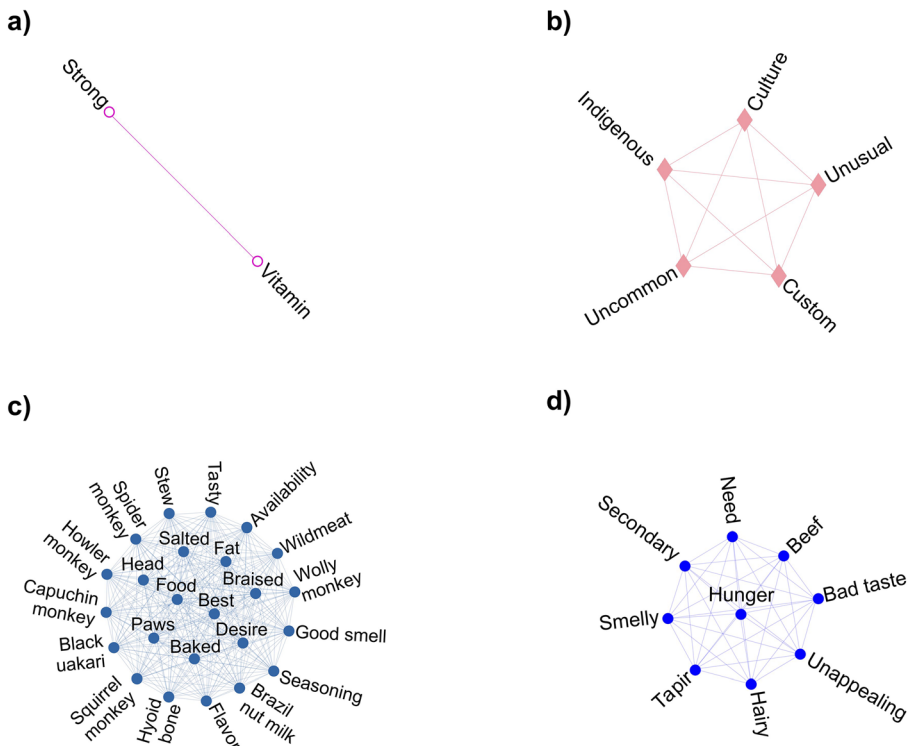 a)
Strong
Vitamin
b)
Culture
Indigenous
Unusual
Uncommon
Custom
c)
Tasty
Stew
Availability
Spider
monkey
Salted
Fat
Wildmeat
Howler
monkey
Head
Food
Braised
Wolly
monkey
Best
Capuchin
monkey
Paws
Desire
Good smell
Black
uakari
Baked
Seasoning
Squirrel
monkey
Hyoid
bone
Flavor
Brazil
nut milk
d)
Need
Secondary
Beef
Hunger
Bad taste
Smelly
Unappealing
Tapir
Hairy